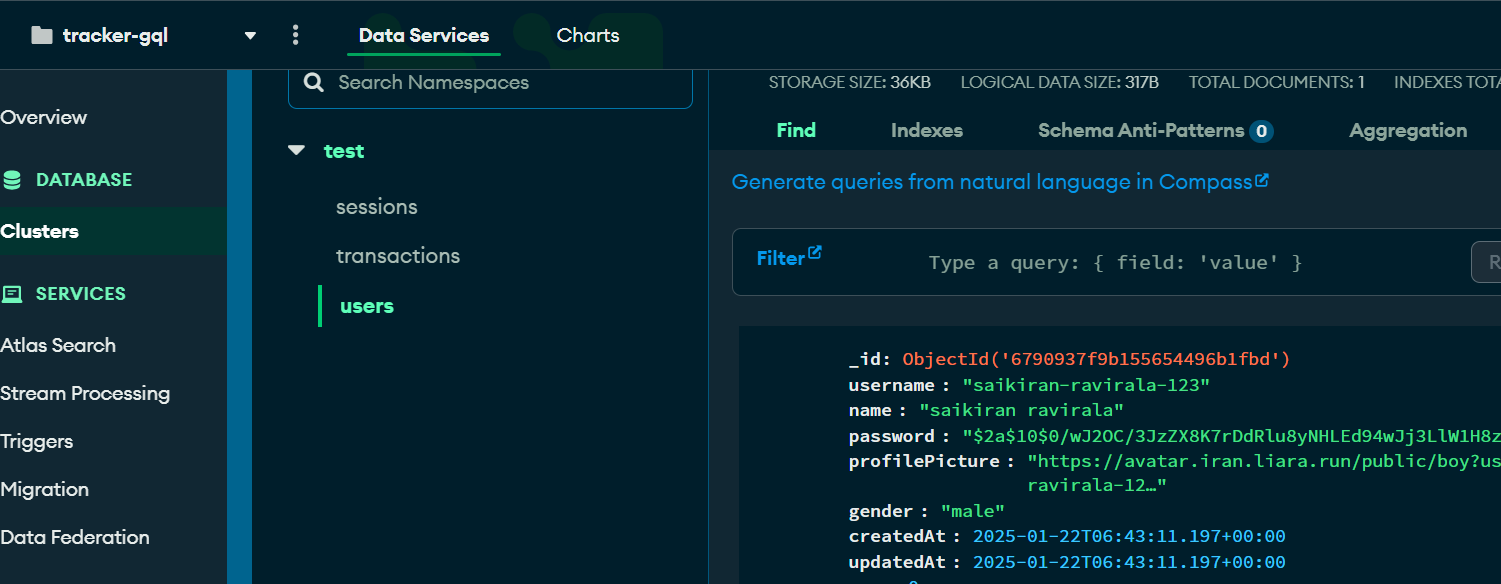 tracker-gql
Data Services
Charts
Overview
DATABASE
Clusters
SERVICES
Atlas Search
Stream Processing
Triggers
Migration
Data Federation
Search Namespaces
test
sessions
transactions
users
STORAGE SIZE: 36KB LOGICAL DATA SIZE: 317B TOTAL DOCUMENTS: 1 INDEXES TOTA
Find Indexes Schema Anti-Patterns 0 Aggregation
Generate queries from natural language in Compass
Filter Type a query: { field: 'value' } R
_id: ObjectId('6790937f9b155654496b1fbd')
username : "saikiran-ravirala-123"
name : "saikiran ravirala"
password : "$2a$10$0/wJ2OC/3JzZX8K7rDdRlu8yNHLEd94wJj3LlW1H8z
profilePicture : "https://avatar.iran.liara.run/public/boy?us
ravirala-12…"
gender : "male"
createdAt : 2025-01-22T06:43:11.197+00:00
updatedAt : 2025-01-22T06:43:11.197+00:00